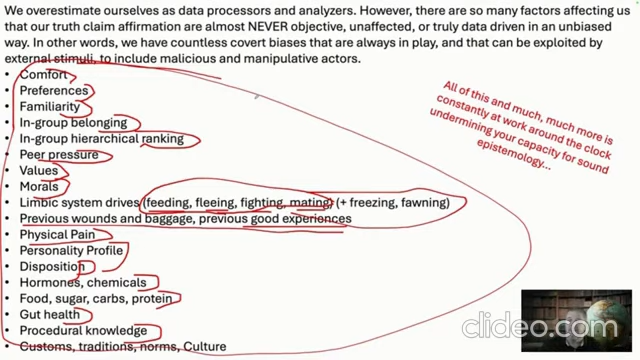 We overestimate ourselves as data processors and analyzers. However, there are so many factors affecting us
that our truth claim affirmation are almost NEVER objective, unaffected, or truly data driven in an unbiased
way. In other words, we have countless covert biases that are always in play, and that can be exploited by
external stimuli, to include malicious and manipulative actors.
• Comfort
• Preferences
• Familiarity
• In-group belonging
• In-group hierarchical ranking
• Peer pressure
• Values
• Morals
• Limbic system drives (feeding, fleeing, fighting, mating) (+ freezing, fawning)
• Previous wounds and baggage, previous good experiences
• Physical Pain
• Personality Profile
• Disposition
• Hormones, chemicals
• Food, sugar, carbs, protein
• Gut health
• Procedural knowledge
• Customs, traditions, norms, Culture
All of this and much, much more is
constantly at work around the clock
undermining your capacity for sound
epistemology...
clideo.com